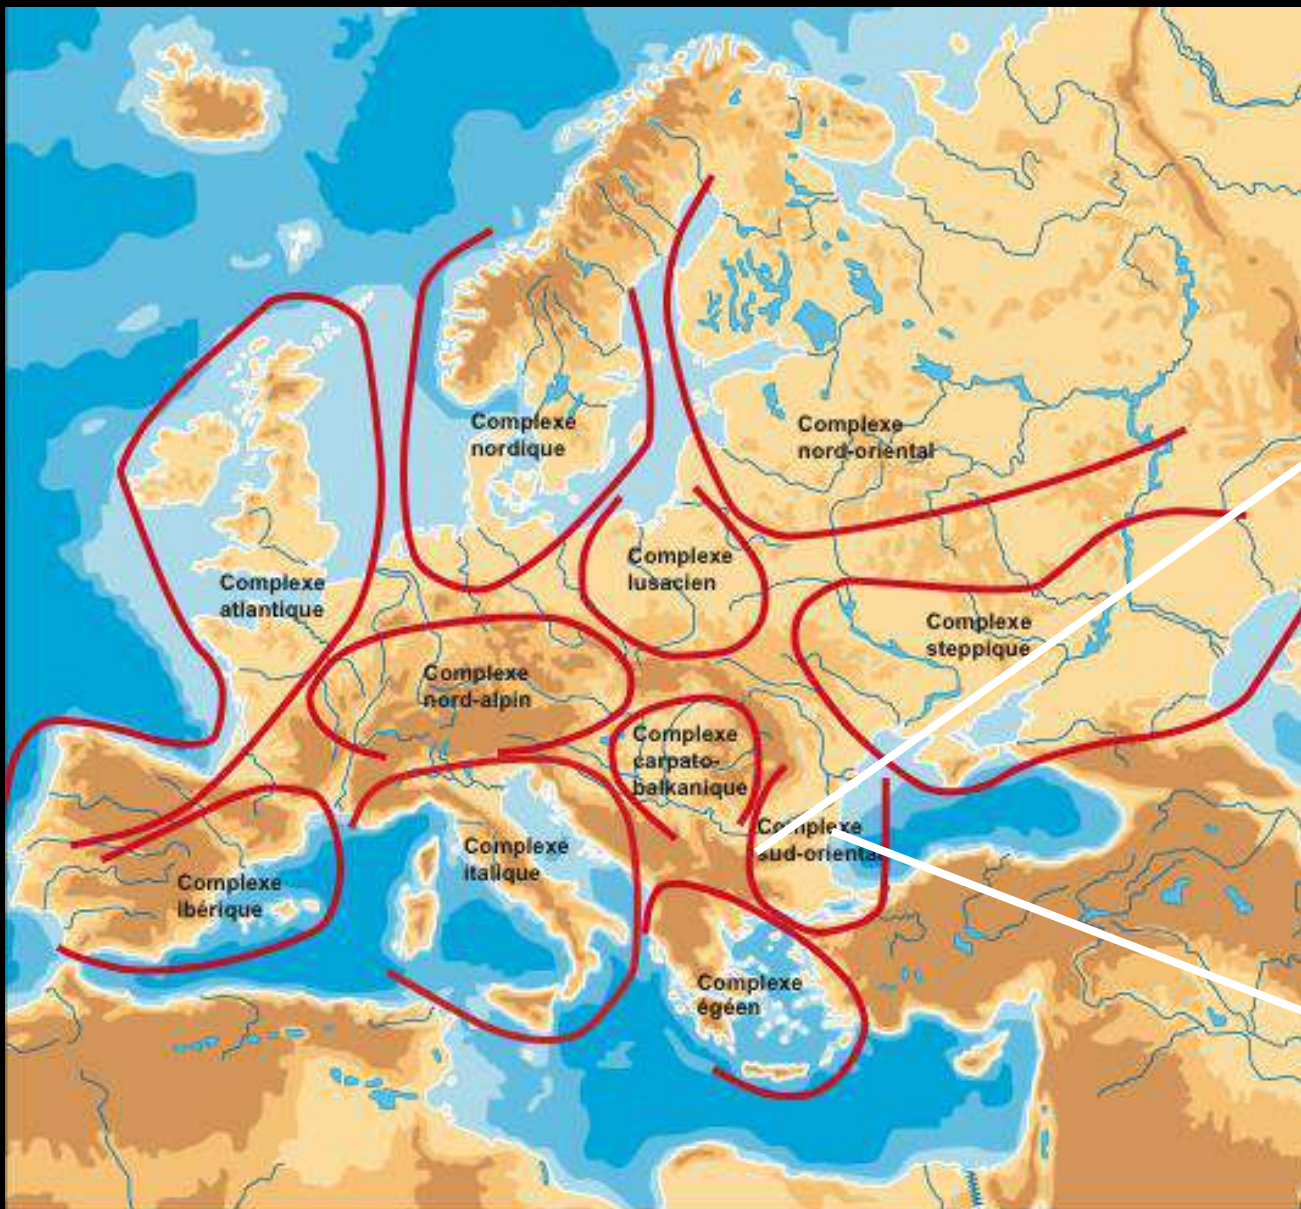 Complexe
nordique
Complexe
nord-oriental
Complexe
lusacien
Complexe
atlantique
Complexe
steppique
Complexe
nord-alpin
Complexe
carpato-
balkanique
Complexe
sud-oriental
Complexe
italique
Complexe
ibérique
Complexe
égéen